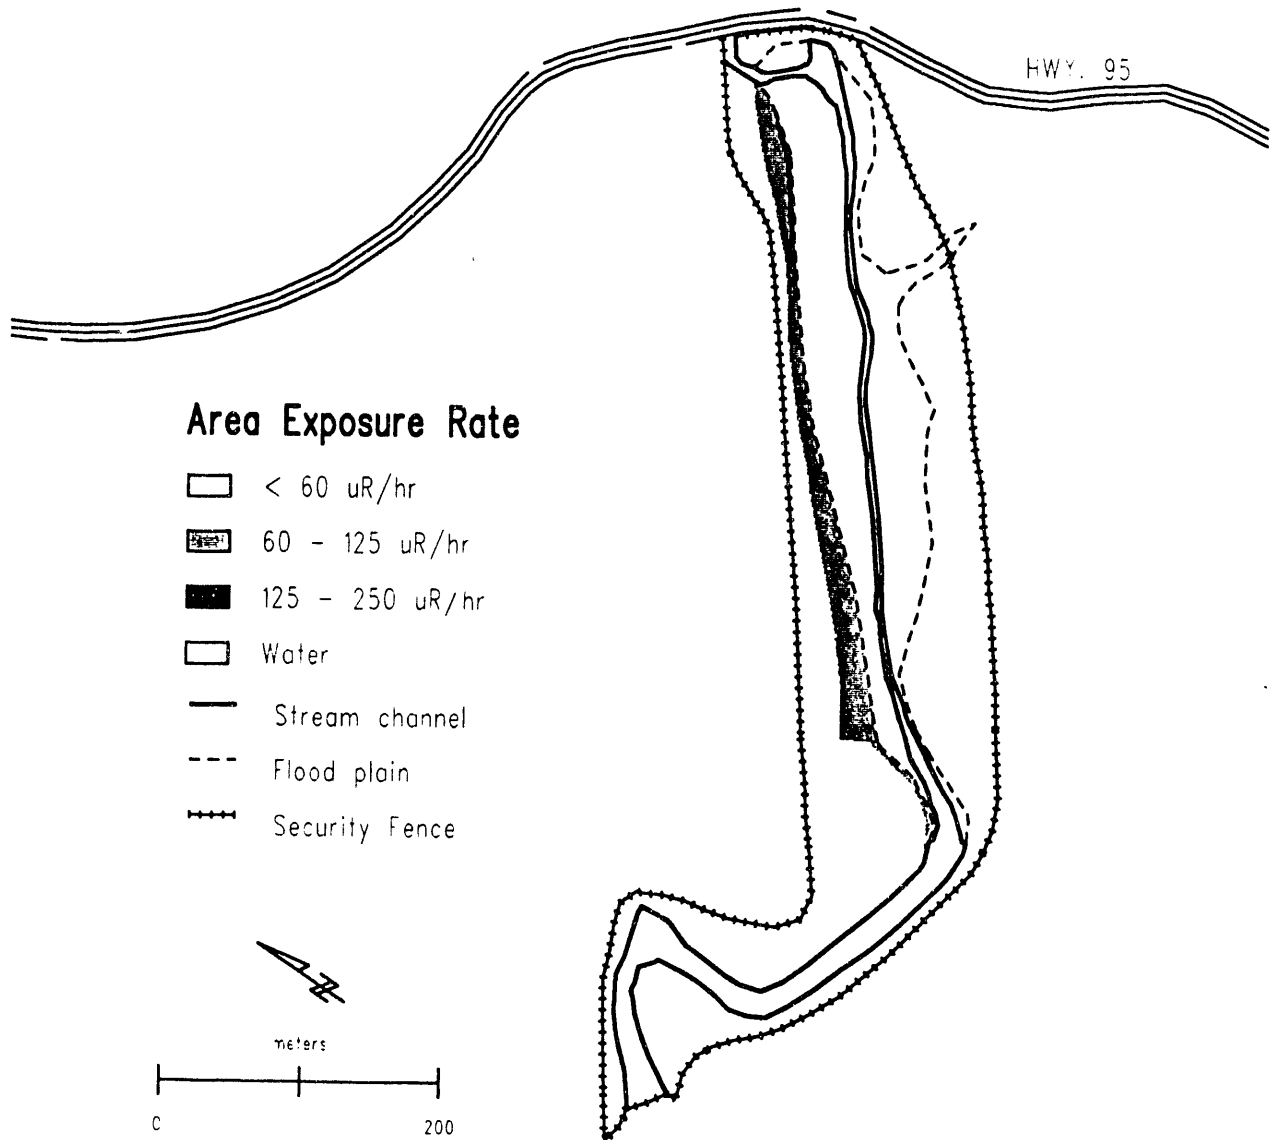 HWY. 95
Area Exposure Rate
< 60 uR/hr
60 - 125 uR/hr
125 - 250 uR/hr
Water
Stream channel
Flood plain
Security Fence
N
meters
0 200